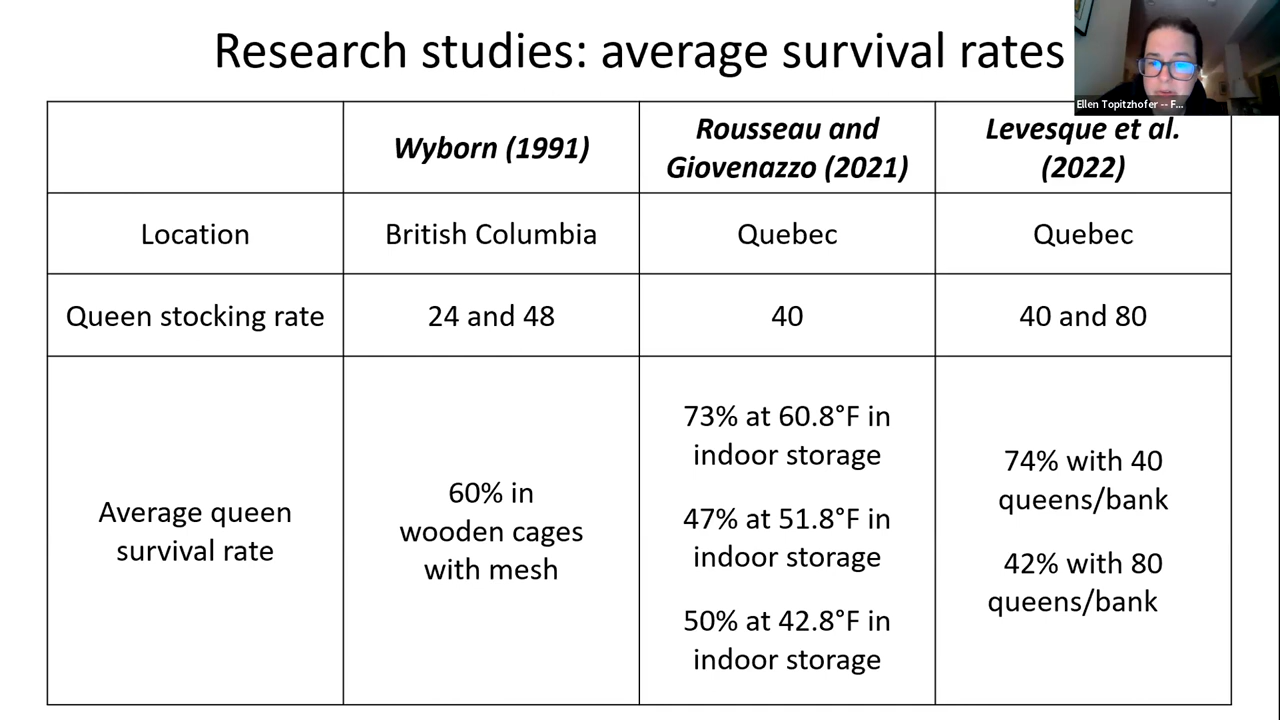 Research studies: average survival rates
Ellen Topitzhofer -- F...
Wyborn (1991)
Rousseau and
Giovenazzo (2021)
Levesque et al.
(2022)
Location
British Columbia
Quebec
Quebec
Queen stocking rate
24 and 48
40
40 and 80
Average queen
survival rate
60% in
wooden cages
with mesh
73% at 60.8°F in
indoor storage
47% at 51.8°F in
indoor storage
50% at 42.8°F in
indoor storage
74% with 40
queens/bank
42% with 80
queens/bank